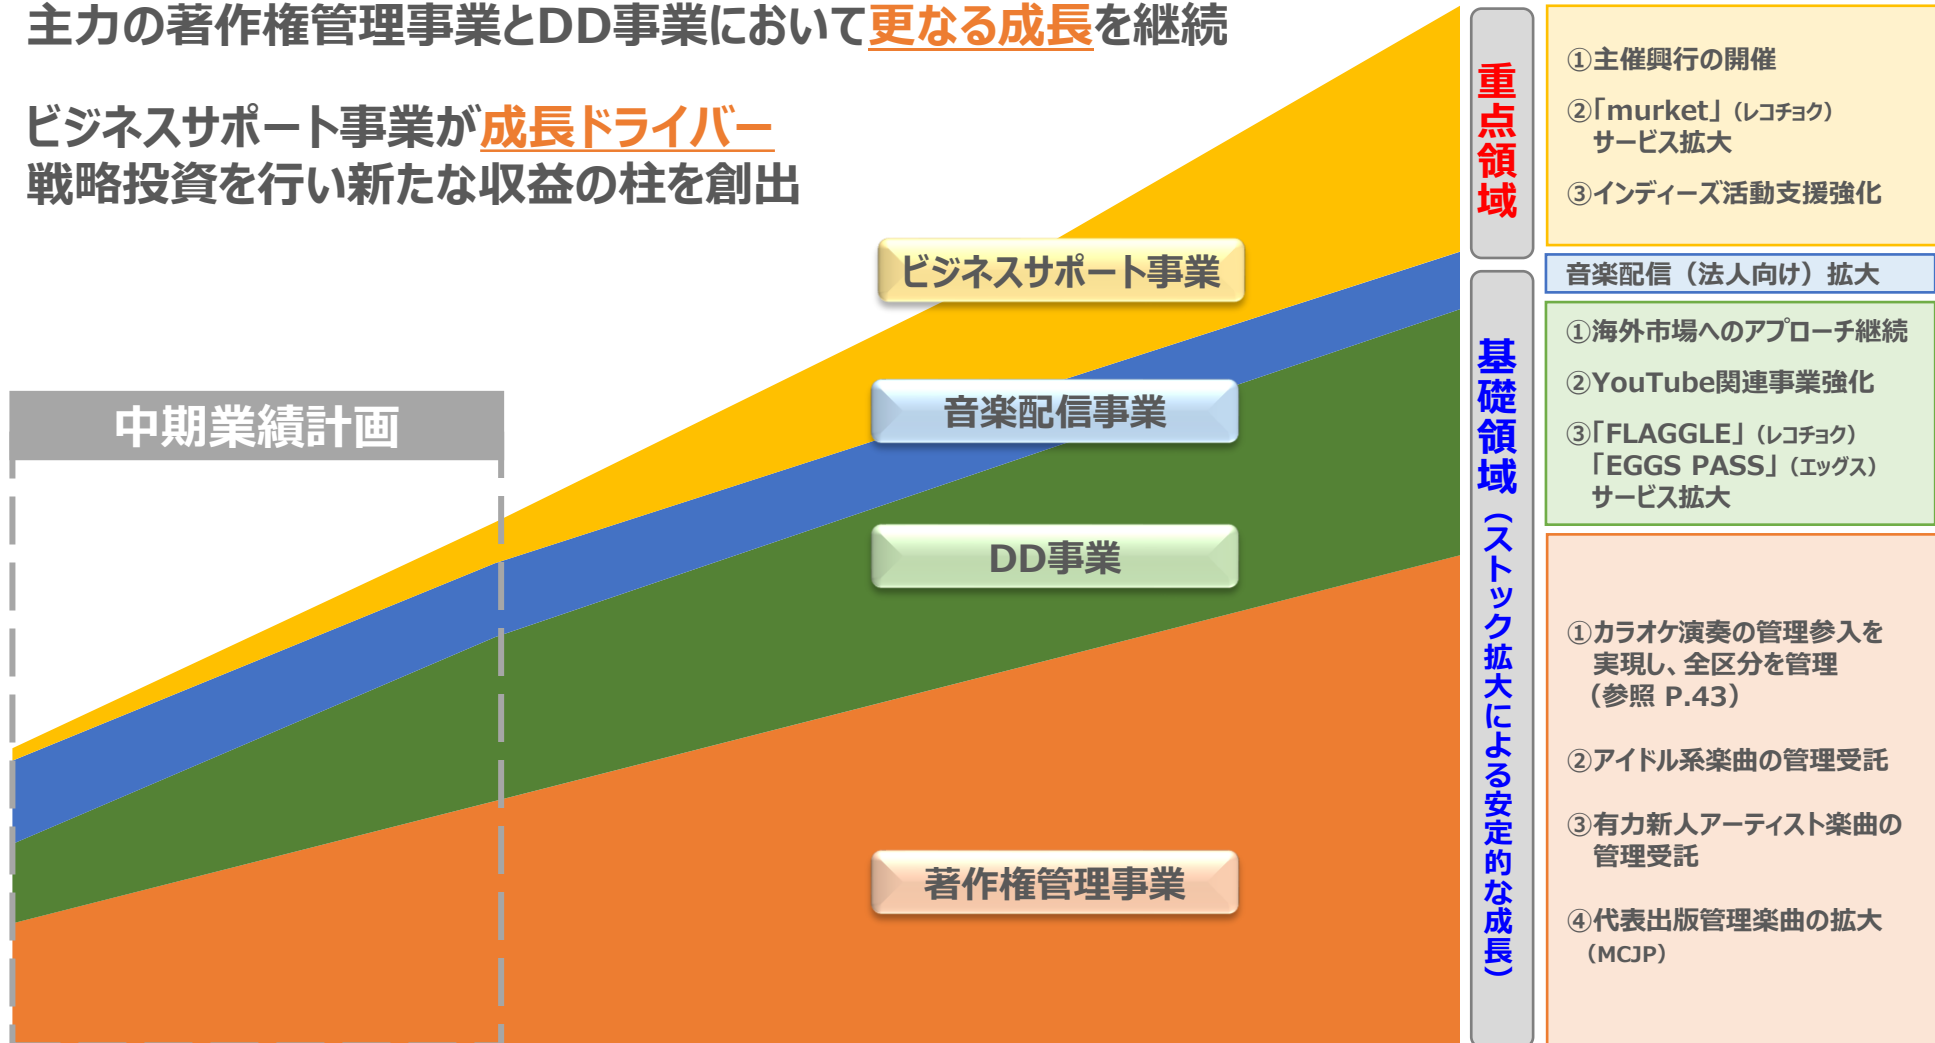 主力の著作権管理事業とDD事業において更なる成長を継続
ビジネスサポート事業が成長ドライバー
戦略投資を行い新たな収益の柱を創出
中期業績計画
ビジネスサポート事業
音楽配信事業
DD事業
著作権管理事業
重点領域
基礎領域（ストック拡大による安定的な成長）
①主催興行の開催
②「murket」（レコチョク）
サービス拡大
③インディーズ活動支援強化
音楽配信（法人向け）拡大
①海外市場へのアプローチ継続
②YouTube関連事業強化
③「FLAGGLE」（レコチョク）
「EGGS PASS」（エッグス）
サービス拡大
①カラオケ演奏の管理参入を
実現し、全区分を管理
（参照 P.43）
②アイドル系楽曲の管理受託
③有力新人アーティスト楽曲の
管理受託
④代表出版管理楽曲の拡大
（MCJP）